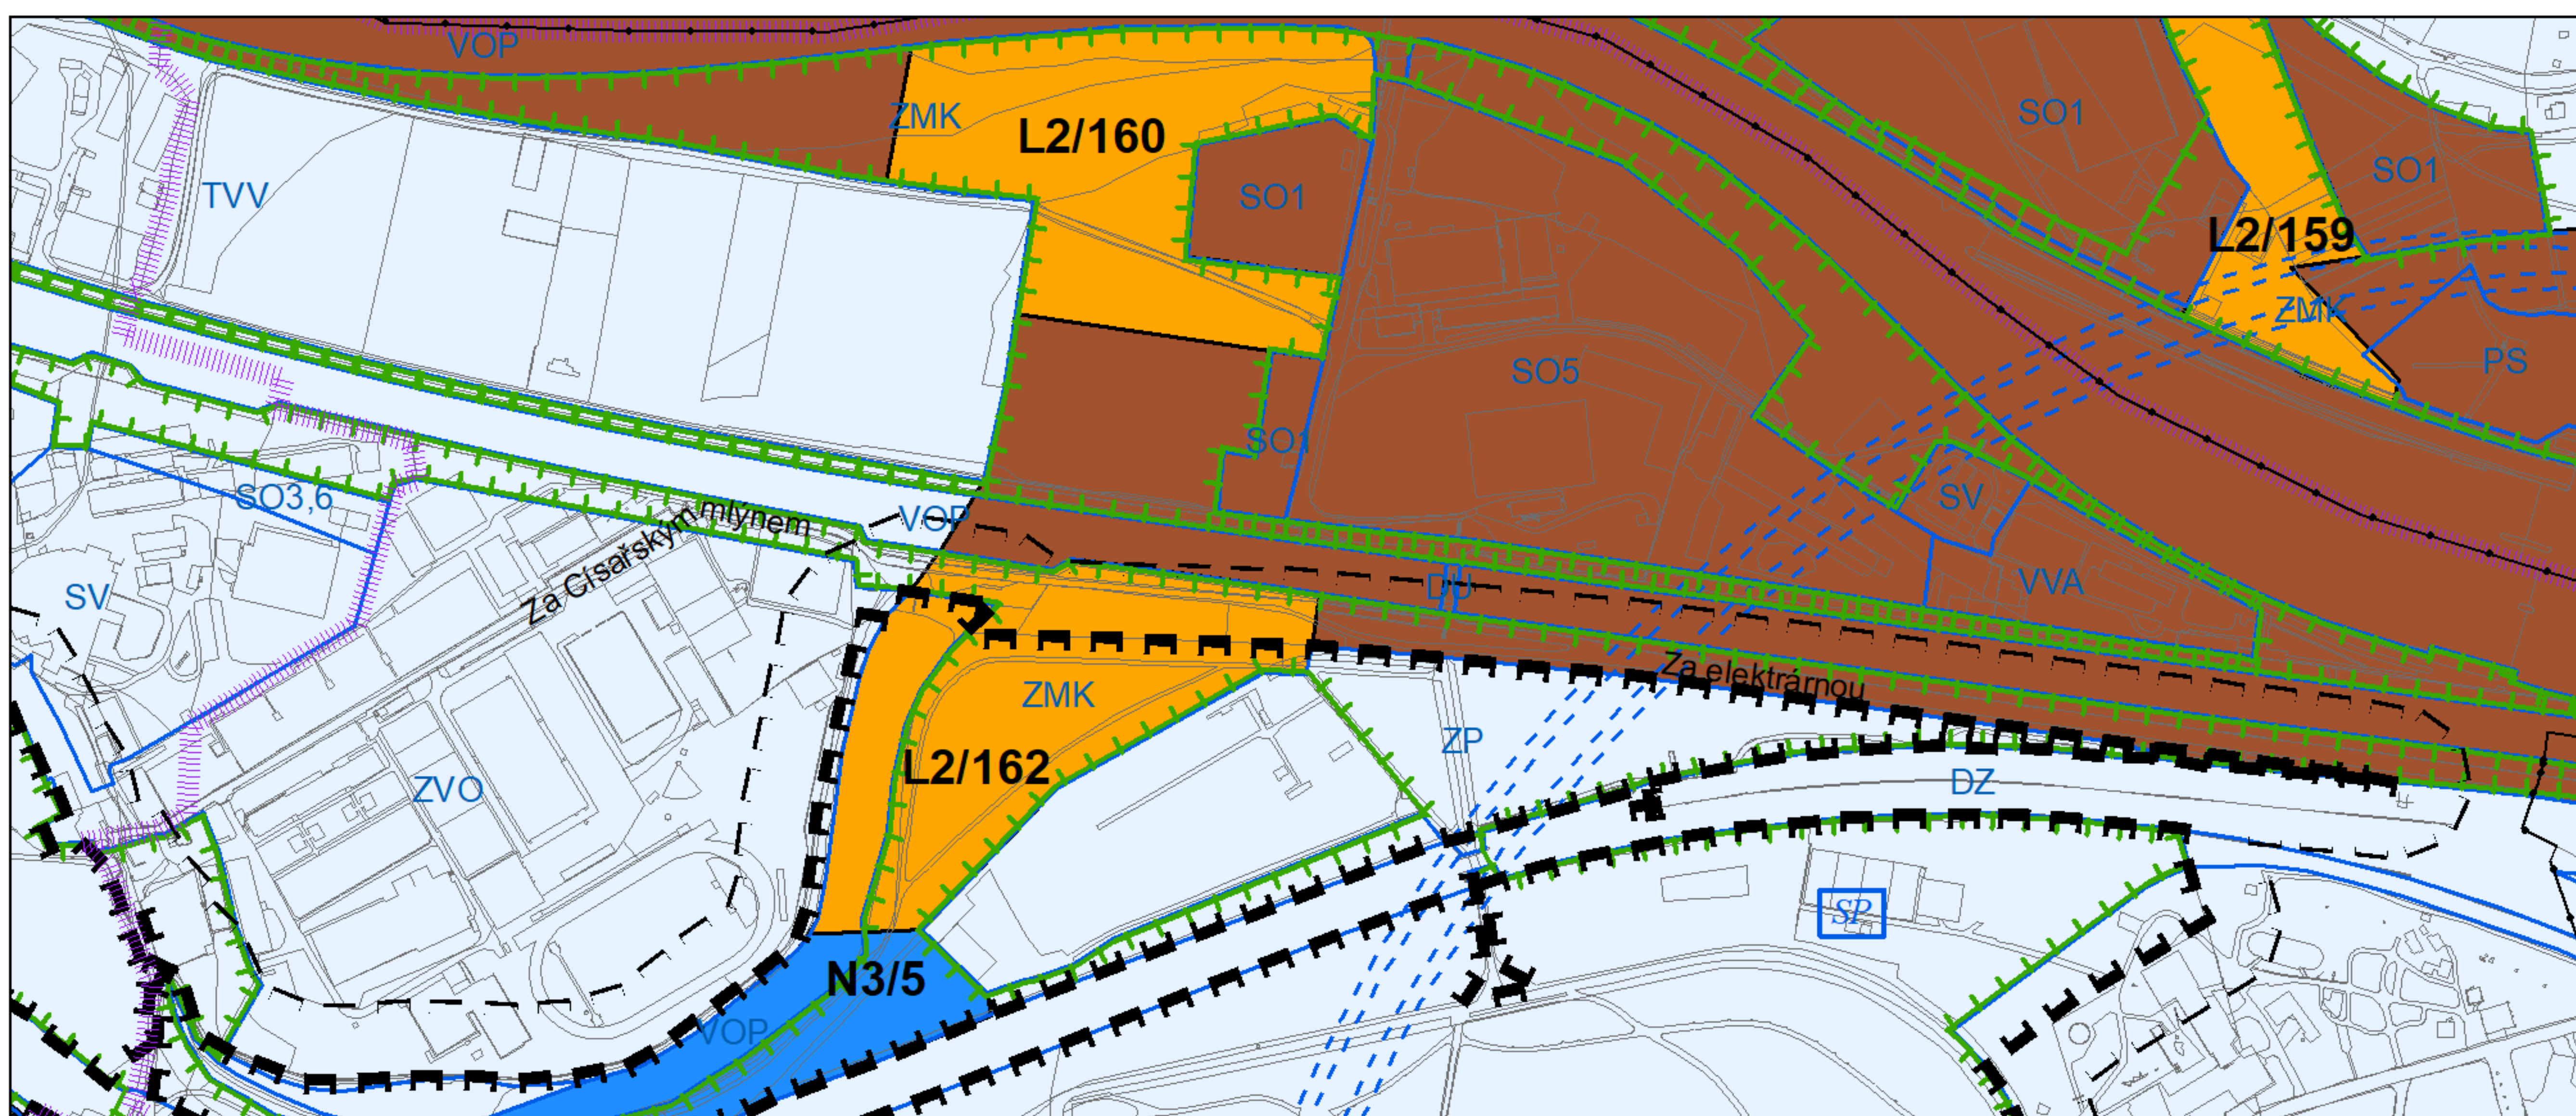 VOP
ZMK
L2/160
SO1
SO1
SO1
TVV
L2/159
ZMK
PS
SO5
SO1
SO3,6
Za Císařským mlýnem
VOP
SV
SV
DU
VVA
Za elektrárnou
ZMK
ZP
L2/162
ZVO
DZ
SP
N3/5
VOP